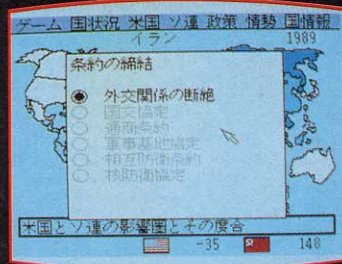 ゲーム 国状況 米国 ソ連 政策 情勢 国情報
イラン 1989
条約の締結
外交関係の断絶
国交協定
通商条約
軍事基地協定
相互防衛条約
核防衛協定
米国とソ連の影響圏とその度合
-35 148